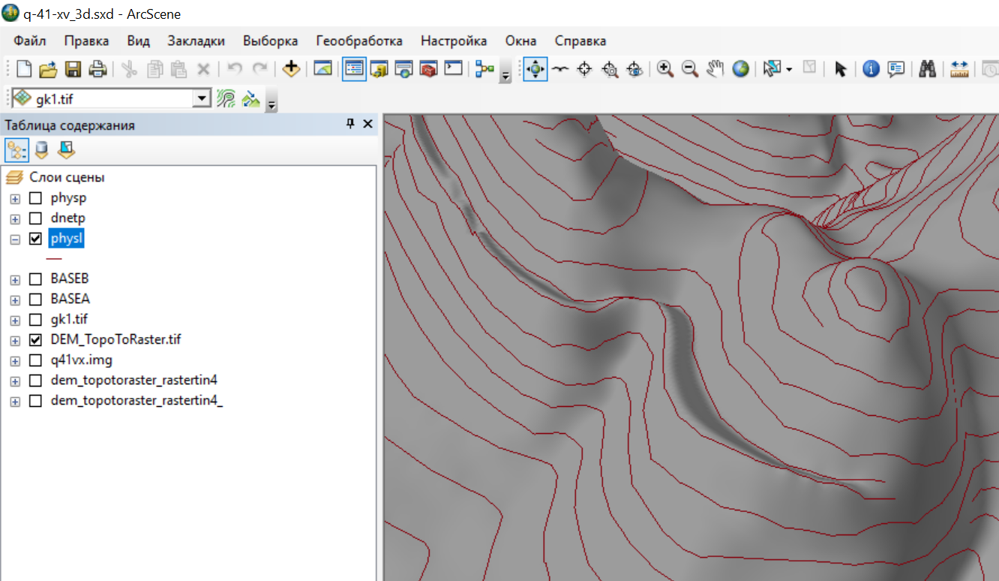 q-41-xv_3d.sxd - ArcScene
Файл Правка Вид Закладки Выборка Геообработка Настройка Окна Справка
gk1.tif
Таблица содержания
Слои сцены
physp
dnetp
physl
BASEB
BASEA
gk1.tif
DEM_TopoToRaster.tif
q41vx.img
dem_topotoraster_rastertin4
dem_topotoraster_rastertin4_